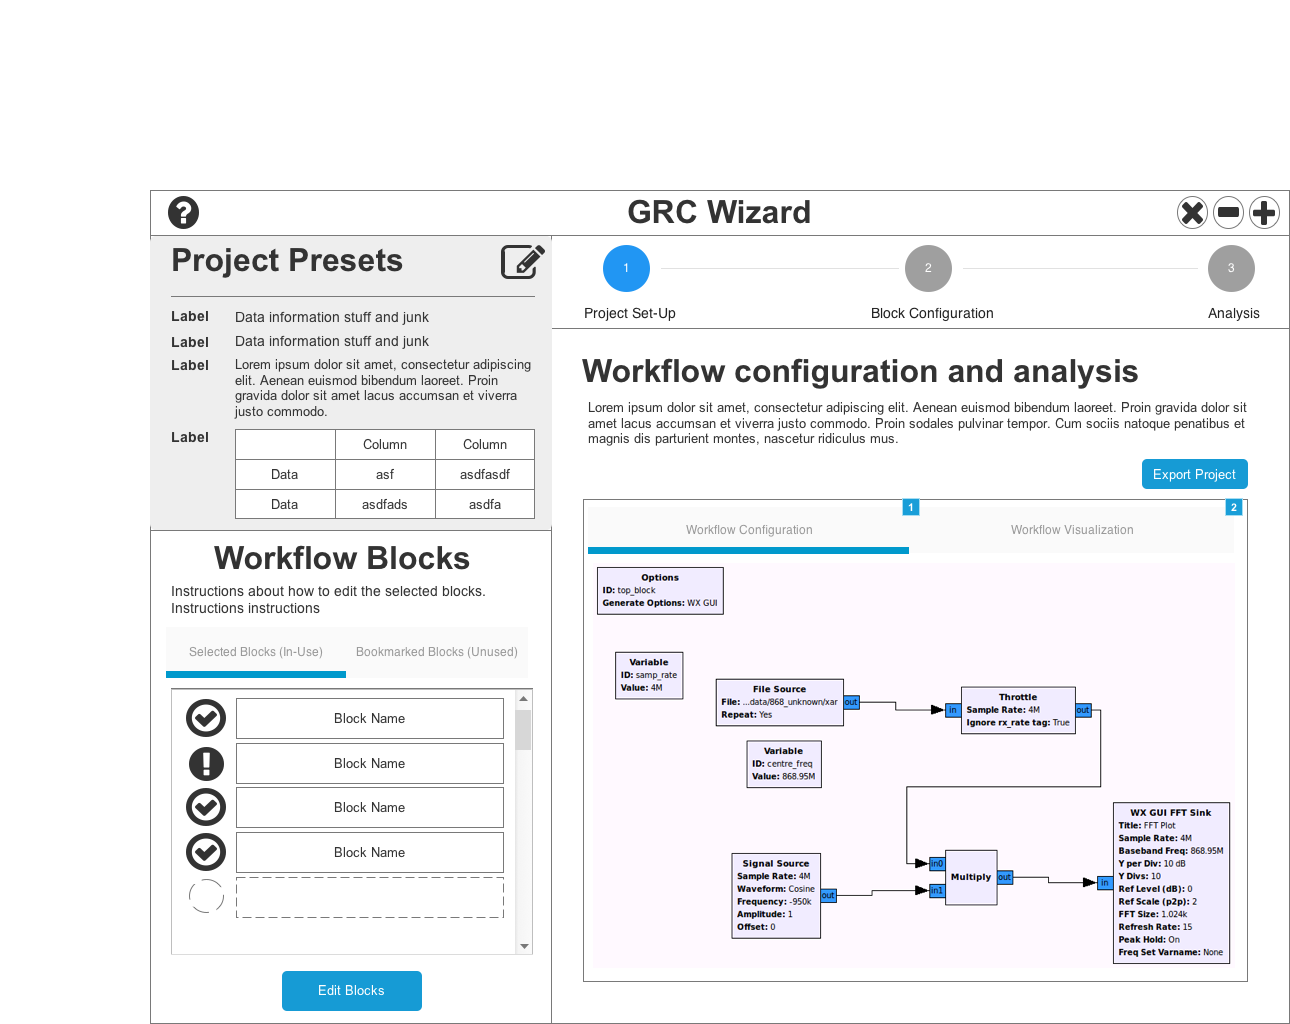 GRC Wizard
Project Presets
Label Data information stuff and junk
Label Data information stuff and junk
Label Lorem ipsum dolor sit amet, consectetur adipiscing
elit. Aenean euismod bibendum laoreet. Proin
gravida dolor sit amet lacus accumsan et viverra
justo commodo.
Label
Column Column
Data asf asdfasdf
Data asdfads asdfa
Workflow Blocks
Instructions about how to edit the selected blocks.
Instructions instructions
Selected Blocks (In-Use) Bookmarked Blocks (Unused)
Block Name
Block Name
Block Name
Block Name
Edit Blocks
1 2 3
Project Set-Up Block Configuration Analysis
Workflow configuration and analysis
Lorem ipsum dolor sit amet, consectetur adipiscing elit. Aenean euismod bibendum laoreet. Proin gravida dolor sit
amet lacus accumsan et viverra justo commodo. Proin sodales pulvinar tempor. Cum sociis natoque penatibus et
magnis dis parturient montes, nascetur ridiculus mus.
Export Project
1 2
Workflow Configuration Workflow Visualization
Options
ID: top_block
Generate Options: WX GUI
Variable
ID: samp_rate
Value: 4M
File Source
File: ...data/868_unknown/xar
Repeat: Yes
out
in
Throttle
Sample Rate: 4M
Ignore rx_rate tag: True
out
Variable
ID: centre_freq
Value: 868.95M
Signal Source
Sample Rate: 4M
Waveform: Cosine
Frequency: -950k
Amplitude: 1
Offset: 0
out
in0
in1
Multiply
out
in
WX GUI FFT Sink
Title: FFT Plot
Sample Rate: 4M
Baseband Freq: 868.95M
Y per Div: 10 dB
Y Divs: 10
Ref Level (dB): 0
Ref Scale (p2p): 2
FFT Size: 1.024k
Refresh Rate: 15
Peak Hold: On
Freq Set Varname: None